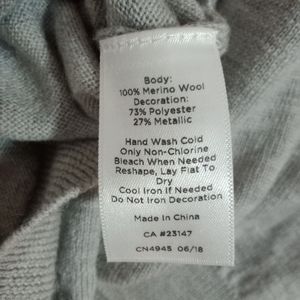 Body:
100% Merino Wool
Decoration:
73% Polyester
27% Metallic
Hand Wash Cold
Only Non-Chlorine
Bleach When Needed
Reshape, Lay Flat To
Dry
Cool Iron If Needed
Do Not Iron Decoration
Made In China
CA #23147
CN4945 06/18